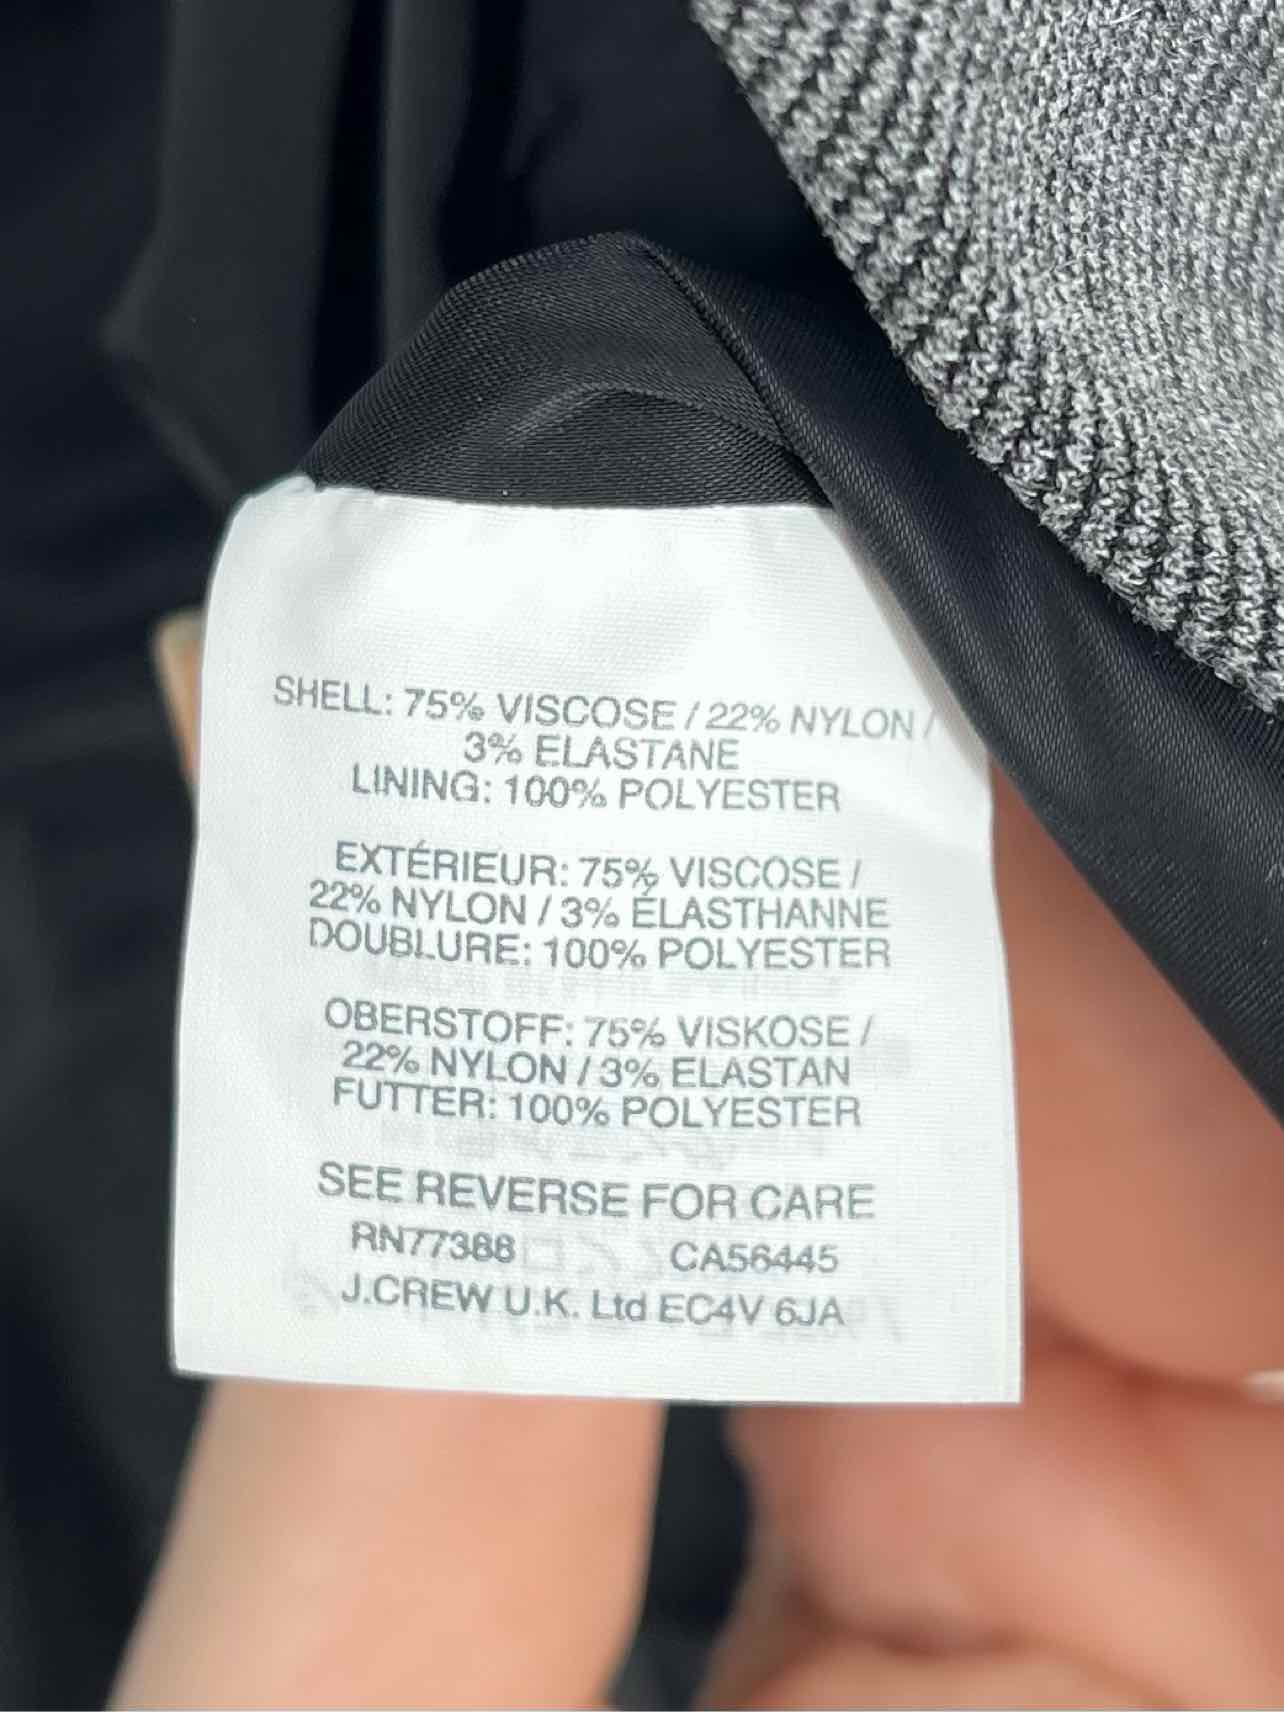 SHELL: 75% VISCOSE / 22% NYLON /
3% ELASTANE
LINING: 100% POLYESTER
EXTÉRIEUR: 75% VISCOSE /
22% NYLON / 3% ÉLASTHANNE
DOUBLURE: 100% POLYESTER
OBERSTOFF: 75% VISKOSE /
22% NYLON / 3% ELASTAN
FUTTER: 100% POLYESTER
SEE REVERSE FOR CARE
RN77388 CA56445
J.CREW U.K. Ltd EC4V 6JA